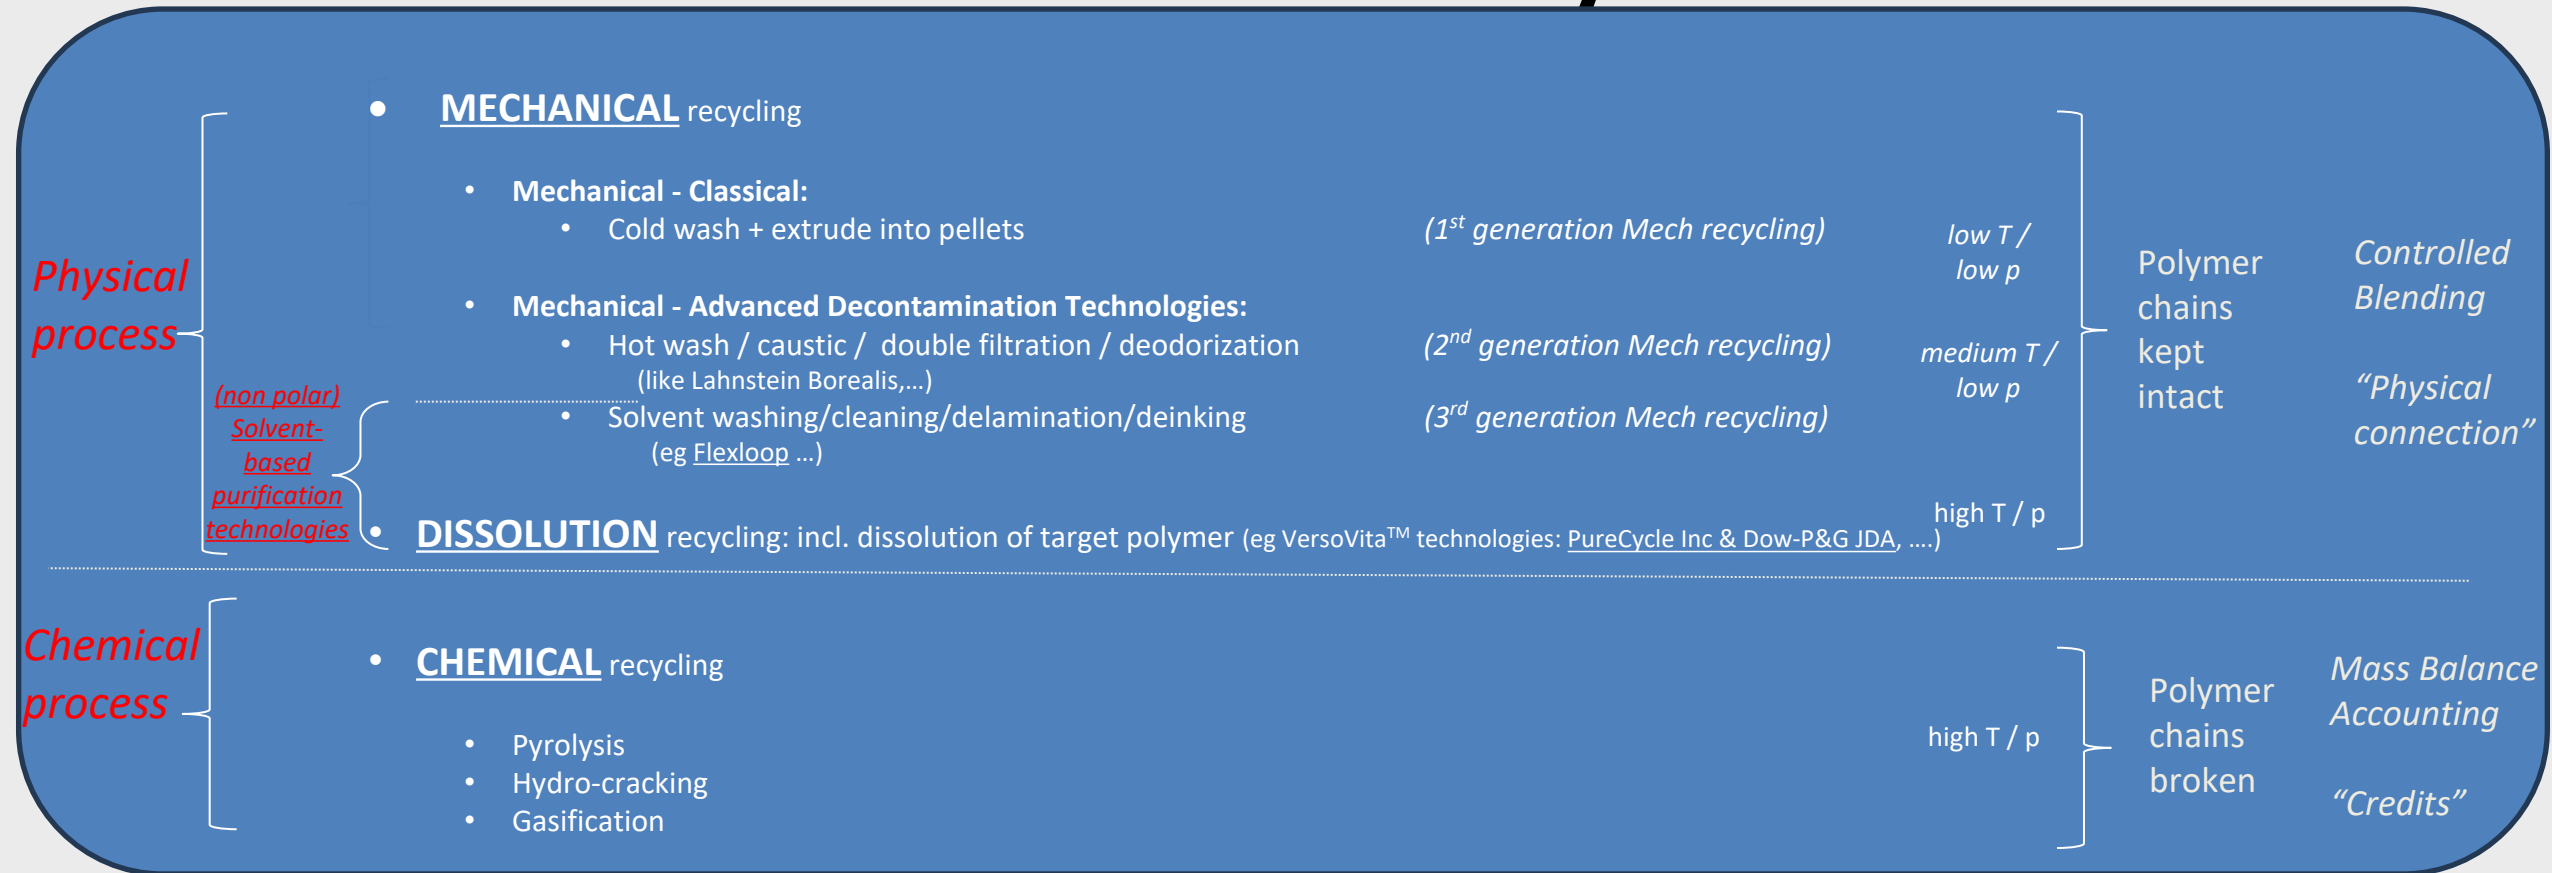 • MECHANICAL recycling
• Mechanical - Classical:
• Cold wash + extrude into pellets (1st generation Mech recycling) low T / low p
• Mechanical - Advanced Decontamination Technologies:
• Hot wash / caustic / double filtration / deodorization (2nd generation Mech recycling) medium T / low p
(like Lahnstein Borealis,...)
• Solvent washing/cleaning/delamination/deinking (3rd generation Mech recycling)
(eg Flexloop ...)
• DISSOLUTION recycling: incl. dissolution of target polymer (eg VersoVita™ technologies: PureCycle Inc & Dow-P&G JDA, ....) high T / p
Physical
process
(non polar)
Solvent-
based
purification
technologies
Polymer
chains
kept
intact
Controlled
Blending
“Physical
connection”
Chemical
process
• CHEMICAL recycling
• Pyrolysis
• Hydro-cracking
• Gasification
high T / p
Polymer
chains
broken
Mass Balance
Accounting
“Credits”